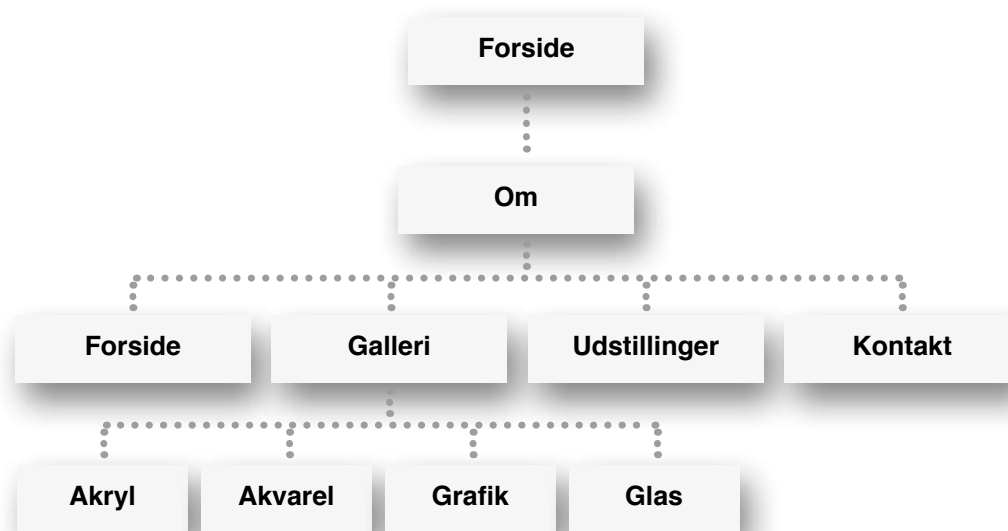 Forside
Om
Forside
Galleri
Udstillinger
Kontakt
Akryl
Akvarel
Grafik
Glas